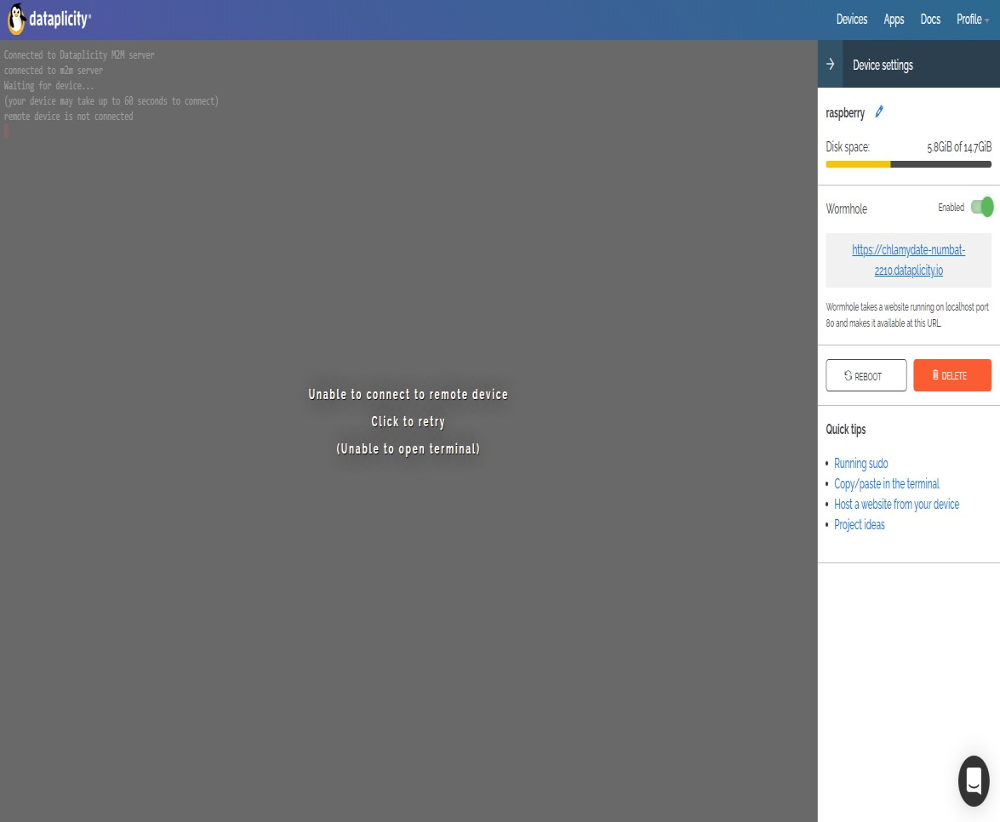 dataplicity®
Devices Apps Docs Profile
Connected to Dataplicity M2M server
connected to m2m server
Waiting for device...
(your device may take up to 60 seconds to connect)
remote device is not connected
Unable to connect to remote device
Click to retry
(Unable to open terminal)
Device settings
raspberry
Disk space: 5.8GiB of 14.7GiB
Wormhole Enabled
https://chlamydate-numbat-
2210.dataplicity.io
Wormhole takes a website running on localhost port
80 and makes it available at this URL.
REBOOT DELETE
Quick tips
• Running sudo
• Copy/paste in the terminal
• Host a website from your device
• Project ideas